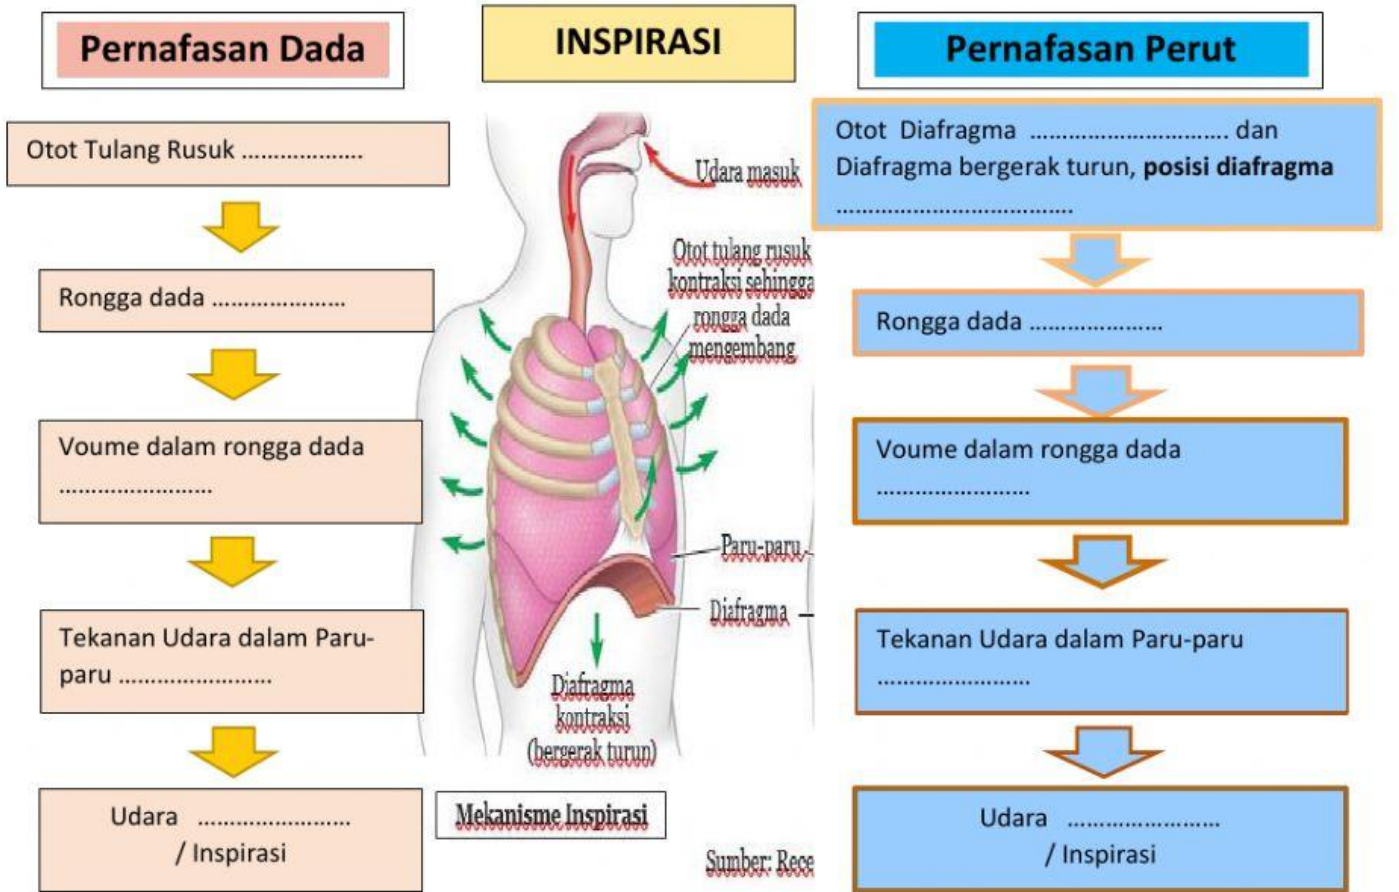 Pernafasan Dada
Otot Tulang Rusuk ...................
Rongga dada .....................
Voume dalam rongga dada
........................
Tekanan Udara dalam Paru-
paru ........................
Udara ........................
/ Inspirasi
INSPIRASI
Udara masuk
Otot tulang rusuk
kontraksi sehingga
rongga dada
mengembang
Paru-paru
Diafragma
Diafragma
kontraksi
(bergerak turun)
Mekanisme Inspirasi
Sumber: Rece
Pernafasan Perut
Otot Diafragma ............................... dan
Diafragma bergerak turun, posisi diafragma
.....................................
Rongga dada .....................
Voume dalam rongga dada
........................
Tekanan Udara dalam Paru-paru
........................
Udara ........................
/ Inspirasi